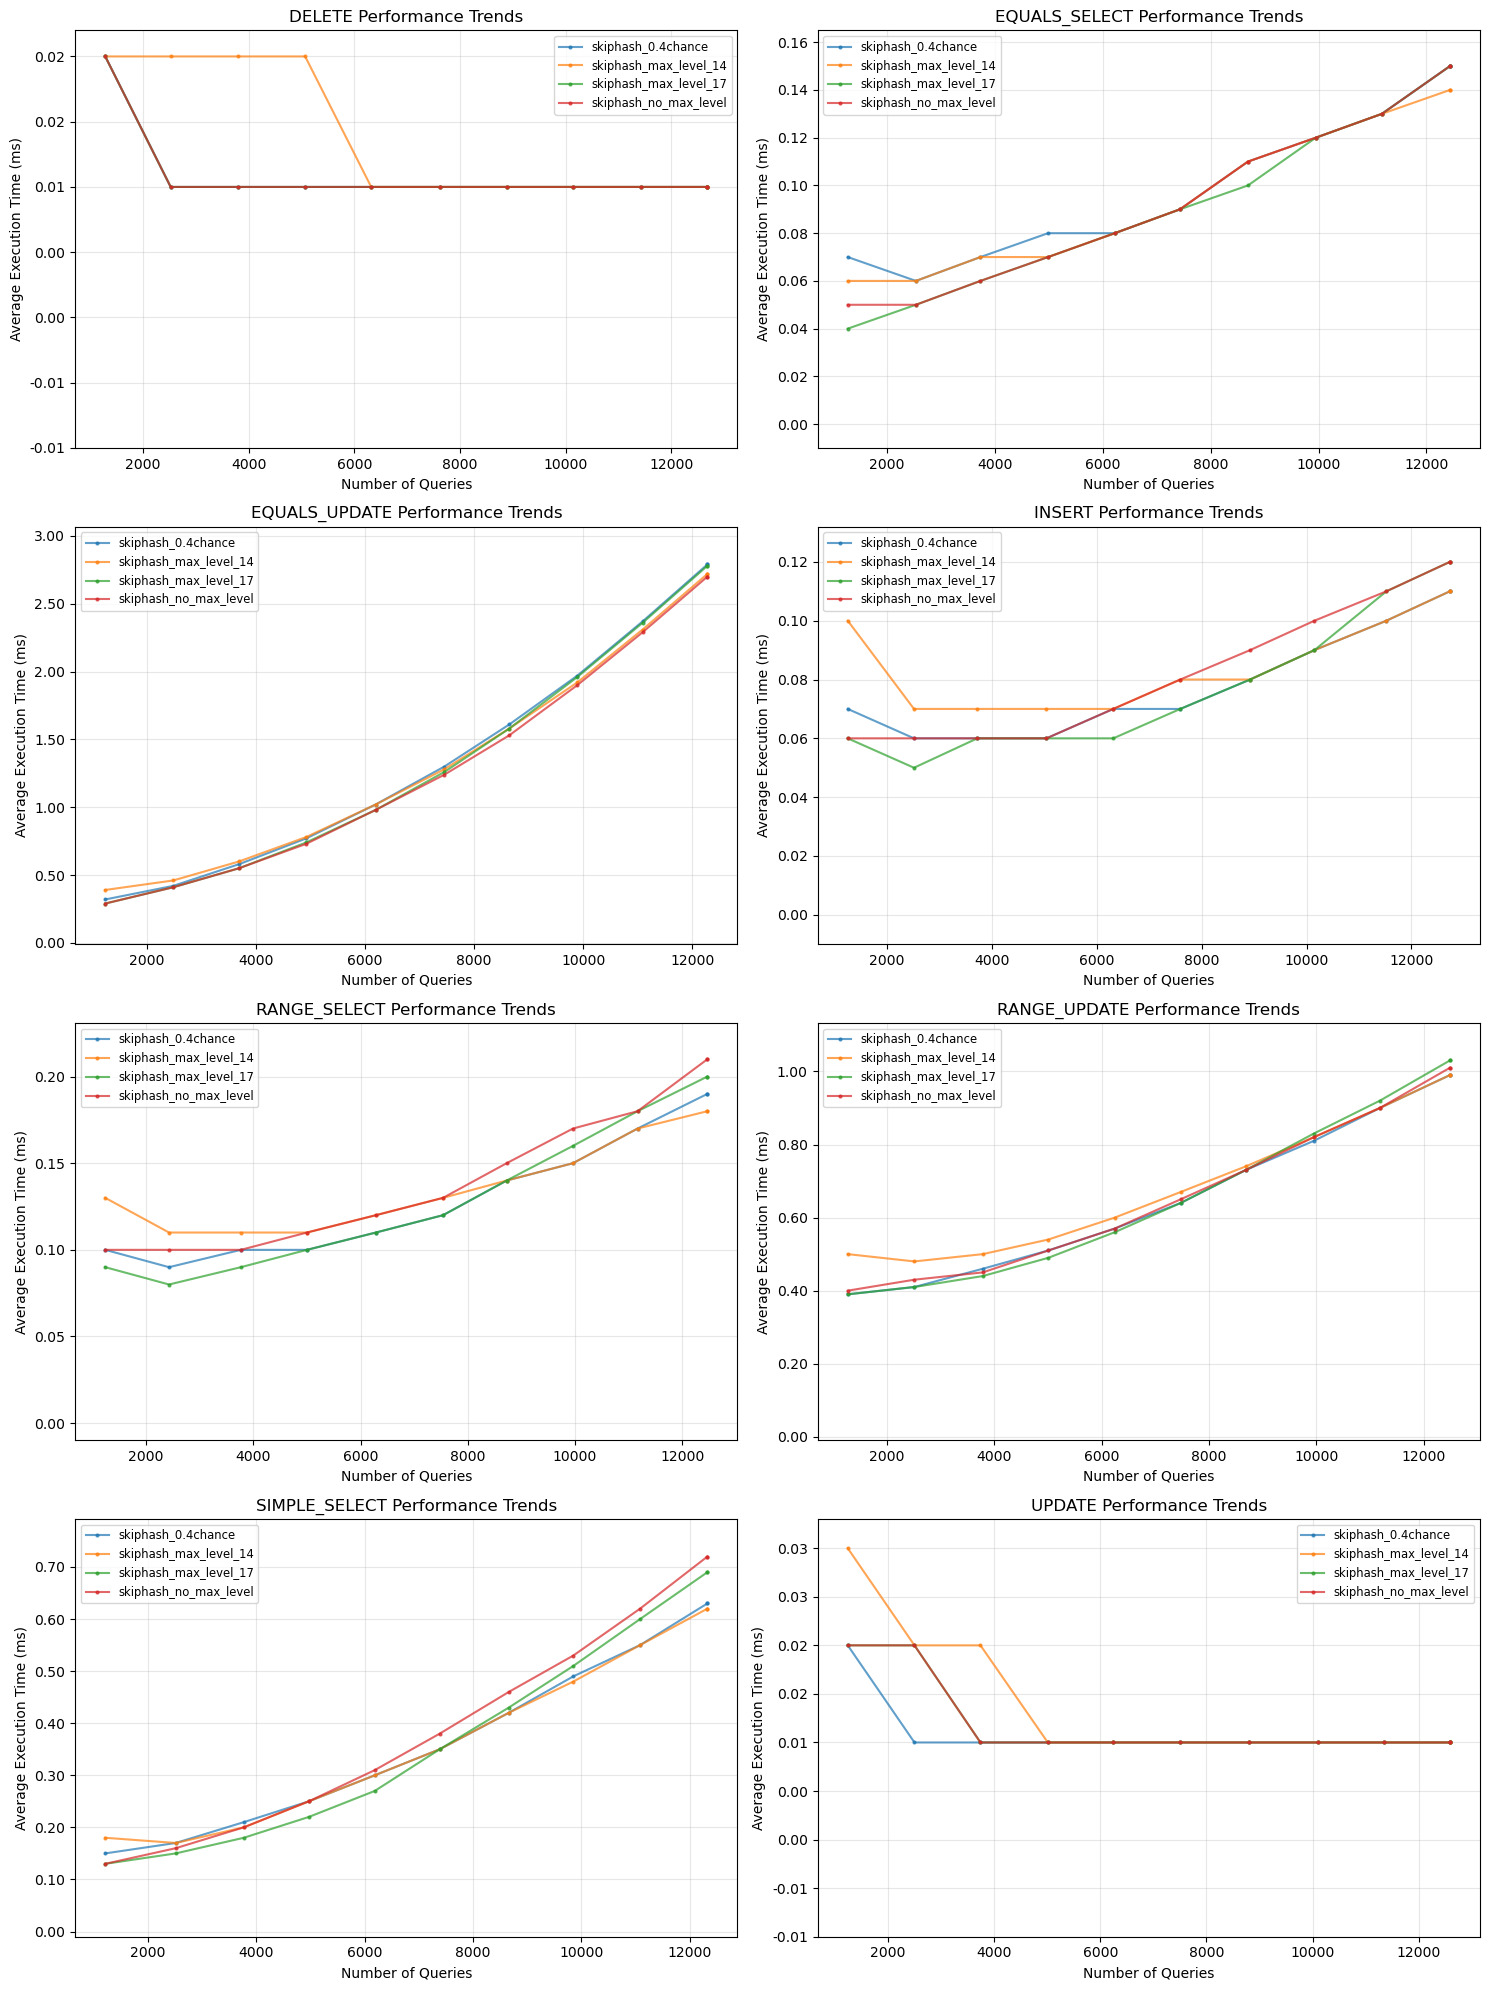 DELETE Performance Trends
0.02
0.02
0.01
0.00
0.00
-0.01
-0.01
Average Execution Time (ms)
skiphash_0.4chance
skiphash_max_level_14
skiphash_max_level_17
skiphash_no_max_level
2000 4000 6000 8000 10000 12000
Number of Queries
EQUALS_SELECT Performance Trends
0.16
0.14
0.12
0.10
0.08
0.06
0.04
0.02
0.00
Average Execution Time (ms)
skiphash_0.4chance
skiphash_max_level_14
skiphash_max_level_17
skiphash_no_max_level
2000 4000 6000 8000 10000 12000
Number of Queries
EQUALS_UPDATE Performance Trends
3.00
2.50
2.00
1.50
1.00
0.50
0.00
Average Execution Time (ms)
skiphash_0.4chance
skiphash_max_level_14
skiphash_max_level_17
skiphash_no_max_level
2000 4000 6000 8000 10000 12000
Number of Queries
INSERT Performance Trends
0.12
0.10
0.08
0.06
0.04
0.02
0.00
Average Execution Time (ms)
skiphash_0.4chance
skiphash_max_level_14
skiphash_max_level_17
skiphash_no_max_level
2000 4000 6000 8000 10000 12000
Number of Queries
RANGE_SELECT Performance Trends
0.20
0.15
0.10
0.05
0.00
Average Execution Time (ms)
skiphash_0.4chance
skiphash_max_level_14
skiphash_max_level_17
skiphash_no_max_level
2000 4000 6000 8000 10000 12000
Number of Queries
RANGE_UPDATE Performance Trends
1.00
0.80
0.60
0.40
0.20
0.00
Average Execution Time (ms)
skiphash_0.4chance
skiphash_max_level_14
skiphash_max_level_17
skiphash_no_max_level
2000 4000 6000 8000 10000 12000
Number of Queries
SIMPLE_SELECT Performance Trends
0.70
0.60
0.50
0.40
0.30
0.20
0.10
0.00
Average Execution Time (ms)
skiphash_0.4chance
skiphash_max_level_14
skiphash_max_level_17
skiphash_no_max_level
2000 4000 6000 8000 10000 12000
Number of Queries
UPDATE Performance Trends
0.03
0.03
0.02
0.02
0.01
0.00
0.00
-0.01
-0.01
Average Execution Time (ms)
skiphash_0.4chance
skiphash_max_level_14
skiphash_max_level_17
skiphash_no_max_level
2000 4000 6000 8000 10000 12000
Number of Queries